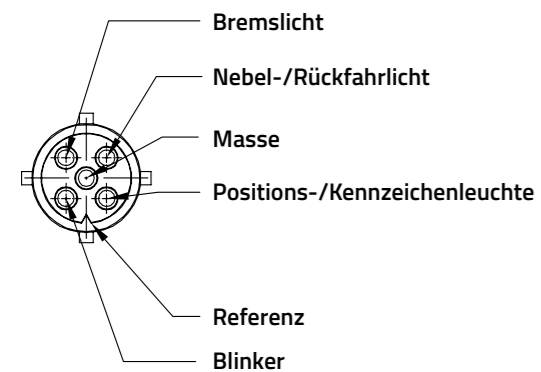 Bremslicht
Nebel-/Rückfahrlicht
Masse
Positions-/Kennzeichenleuchte
Referenz
Blinker